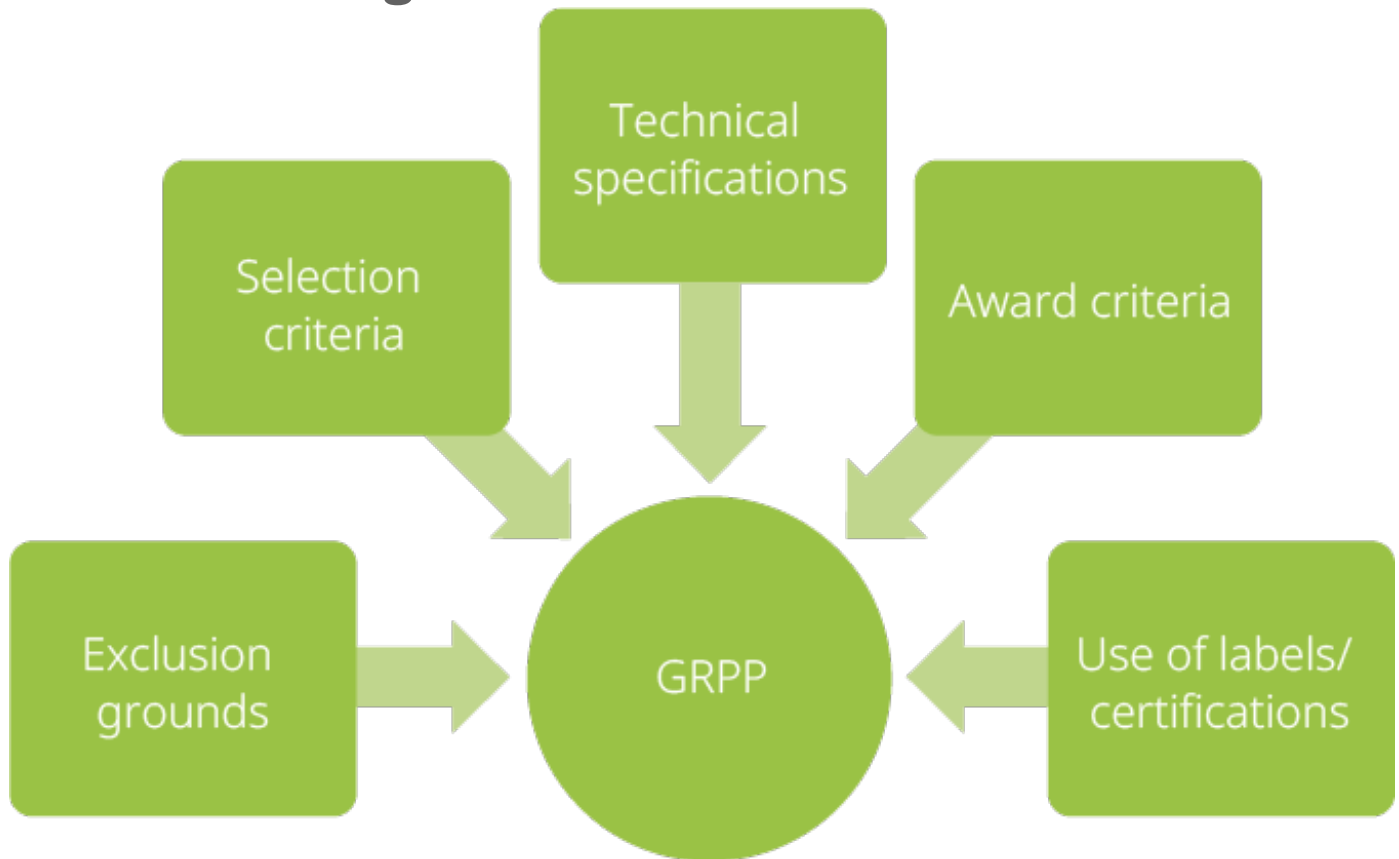 Technical
specifications
Selection
criteria
Award criteria
Exclusion
grounds
GRPP
Use of labels/
certifications